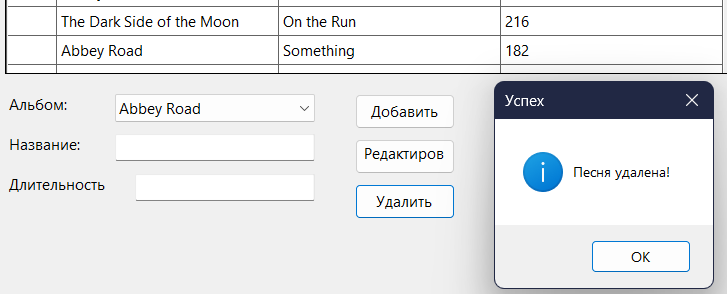 The Dark Side of the Moon On the Run 216
Abbey Road Something 182
Альбом: Abbey Road Добавить
Название: Редактиров
Длительность Удалить
Успех
Песня удалена!
OK